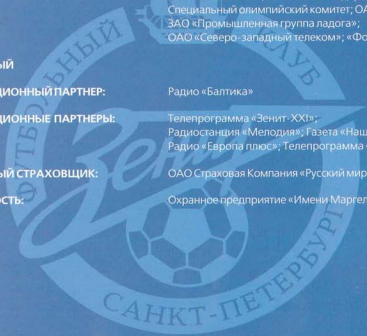 Специальный олимпийский комитет; ОА
ЗАО «Промышленная группа ладога»;
ОАО «Северо-западный телеком»; «Фо
ЫЙ
ЦИОННЫЙ ПАРТНЕР: Радио «Балтика»
ЦИОННЫЕ ПАРТНЕРЫ: Телепрограмма «Зенит-XXI»;
Радиостанция «Мелодия»; Газета «Наш
Радио «Европа плюс»; Телепрограмма
ЫЙ СТРАХОВЩИК: ОАО Страховая Компания «Русский мир
ОСТЬ: Охранное предприятие «Имени Маргел
ФУТБОЛЬНЫЙ КЛУБ
Зенит
САНКТ-ПЕТЕРБУРГ